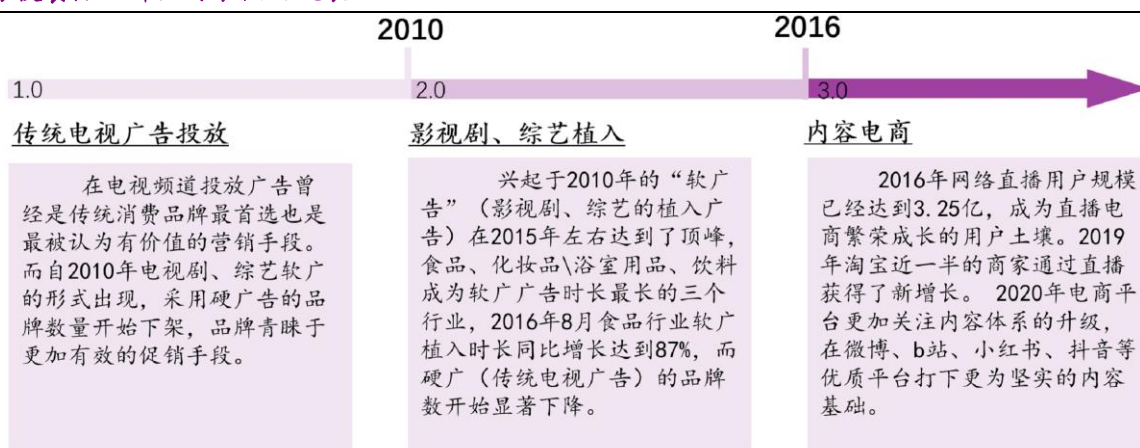 2010
2016
1.0
2.0
3.0
传统电视广告投放
在电视频道投放广告曾
经是传统消费品牌最首选也是
最被认为有价值的营销手段。
而自2010年电视剧、综艺软广
的形式出现，采用硬广告的品
牌数量开始下架，品牌青睐于
更加有效的促销手段。
影视剧、综艺植入
兴起于2010年的“软广
告”（影视剧、综艺的植入广
告）在2015年左右达到了顶峰，
食品、化妆品\浴室用品、饮料
成为软广广告时长最长的三个
行业，2016年8月食品行业软广
植入时长同比增长达到87%，而
硬广（传统电视广告）的品牌
数开始显著下降。
内容电商
2016年网络直播用户规模
已经达到3.25亿，成为直播电
商繁荣成长的用户土壤。2019
年淘宝近一半的商家通过直播
获得了新增长。 2020年电商平
台更加关注内容体系的升级，
在微博、b站、小红书、抖音等
优质平台打下更为坚实的内容
基础。